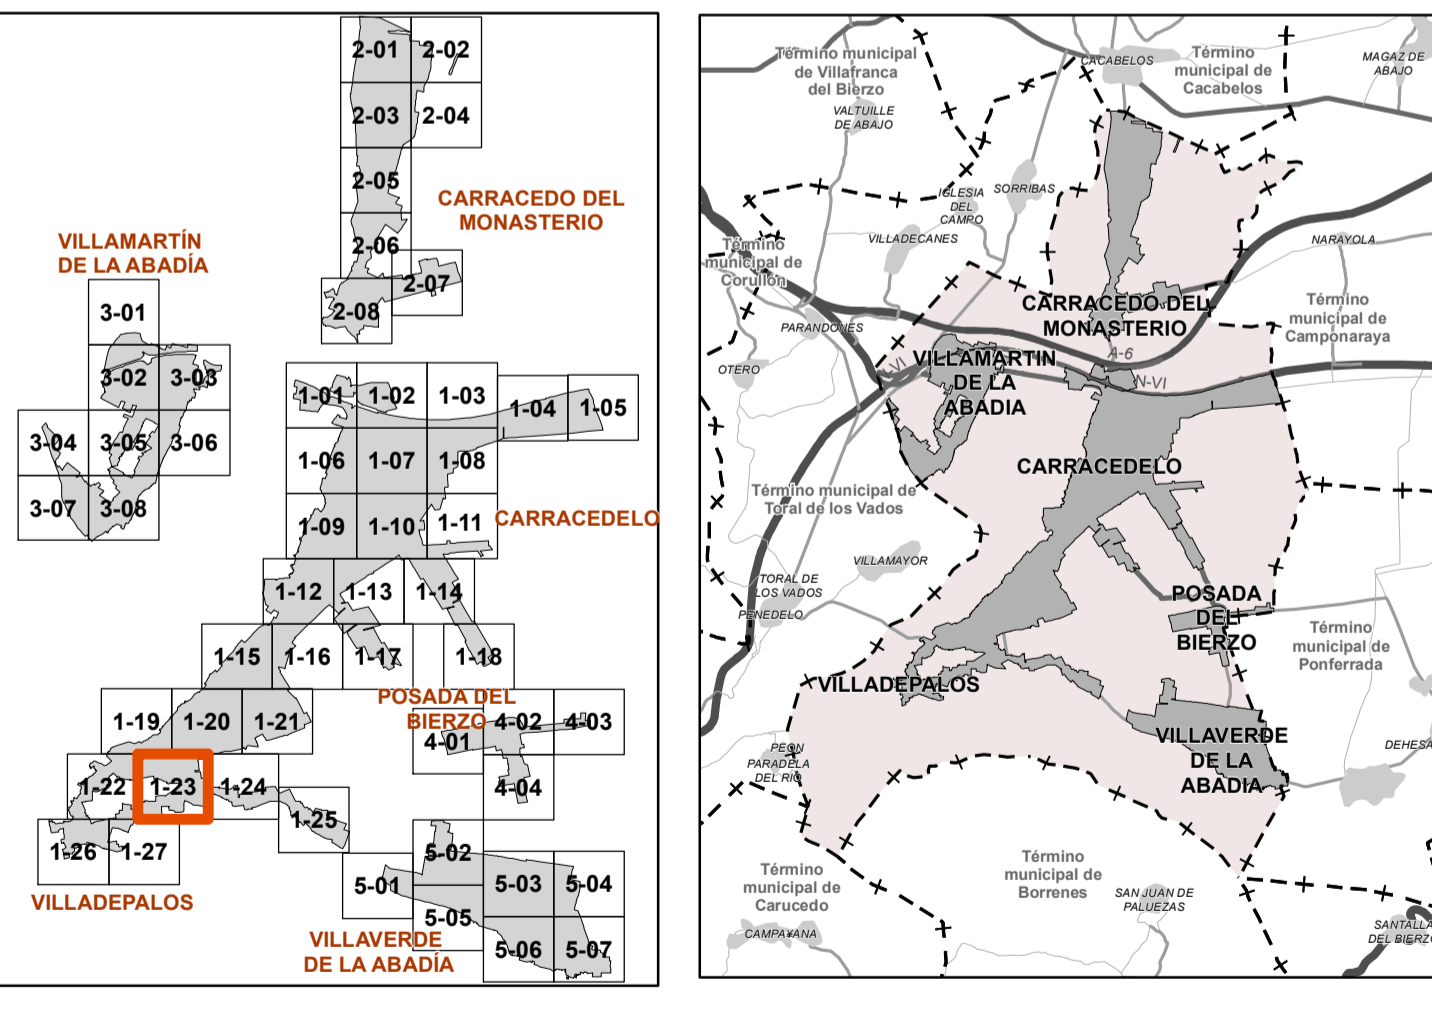 2-01
2-02
2-03
2-04
2-05
2-06
2-07
2-08
CARRACEDO DEL
MONASTERIO
VILLAMARTÍN
DE LA ABADÍA
3-01
3-02
3-03
3-04
3-05
3-06
3-07
3-08
1-01
1-02
1-03
1-04
1-05
1-06
1-07
1-08
1-09
1-10
1-11
CARRACEDELO
1-12
1-13
1-14
1-15
1-16
1-17
1-18
1-19
1-20
1-21
POSADA DEL
BIERZO
4-01
4-02
4-03
4-04
1-22
1-23
1-24
1-25
1-26
1-27
VILLADEPALOS
5-01
5-02
5-03
5-04
5-05
5-06
5-07
VILLAVERDE
DE LA ABADÍA
Término municipal
de Villafranca
del Bierzo
CACABELOS
Término
municipal de
Cacabelos
MAGAZ DE
ABAJO
VALTUILLE
DE ABAJO
IGLESIA
DEL
CAMPO
SORRIBAS
VILLADECANES
NARAYOLA
Término
municipal de
Corullón
PARANDONES
OTERO
CARRACEDO DEL
MONASTERIO
Término
municipal de
Camponaraya
A-6
N-VI
N-VI
VILLAMARTIN
DE LA
ABADIA
CARRACEDELO
Término municipal de
Toral de los Vados
VILLAMAYOR
TORAL DE
LOS VADOS
PENEDELO
POSADA
DEL
BIERZO
Término
municipal de
Ponferrada
VILLADEPALOS
VILLAVERDE
DE LA
ABADIA
DEHESA
PEON
PARADELA
DEL RÍO
Término
municipal de
Carucedo
CAMPA¥ANA
Término
municipal de
Borrenes
SAN JUAN DE
PALUEZAS
SANTALLA
DEL BIERZO